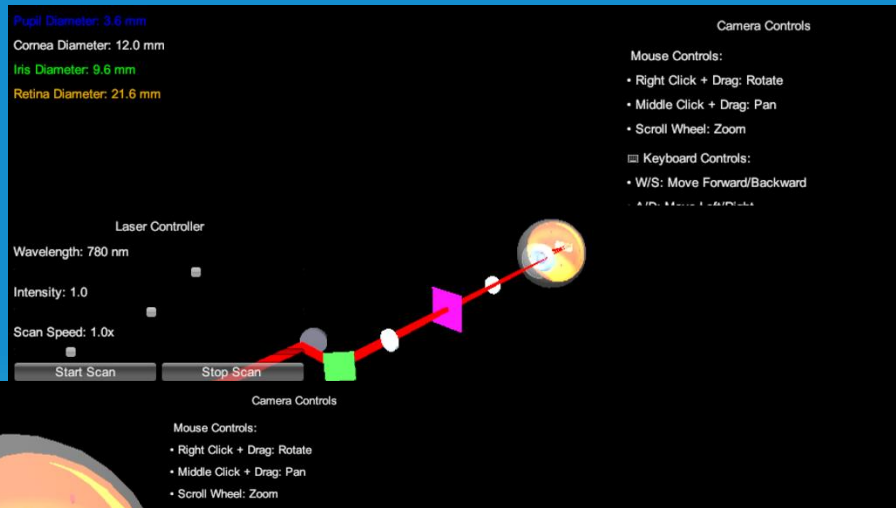 Pupil Diameter: 3.6 mm
Cornea Diameter: 12.0 mm
Iris Diameter: 9.6 mm
Retina Diameter: 21.6 mm
Camera Controls
Mouse Controls:
• Right Click + Drag: Rotate
• Middle Click + Drag: Pan
• Scroll Wheel: Zoom
Keyboard Controls:
• W/S: Move Forward/Backward
• A/D: Move Left/Right
Laser Controller
Wavelength: 780 nm
Intensity: 1.0
Scan Speed: 1.0x
Start Scan
Stop Scan
Camera Controls
Mouse Controls:
• Right Click + Drag: Rotate
• Middle Click + Drag: Pan
• Scroll Wheel: Zoom